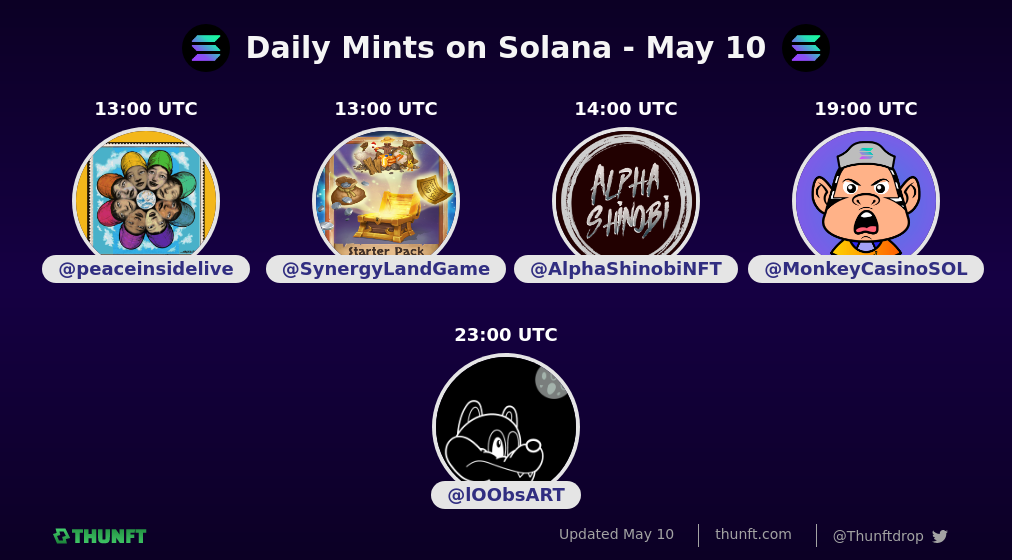 Daily Mints on Solana - May 10
13:00 UTC
13:00 UTC
14:00 UTC
19:00 UTC
Starter Pack
ALPHA
SHINOBI
@peaceinsidelive
@SynergyLandGame
@AlphaShinobiNFT
@MonkeyCasinoSOL
23:00 UTC
@lOObsART
THUNFT
Updated May 10
thunft.com
@Thunftdrop